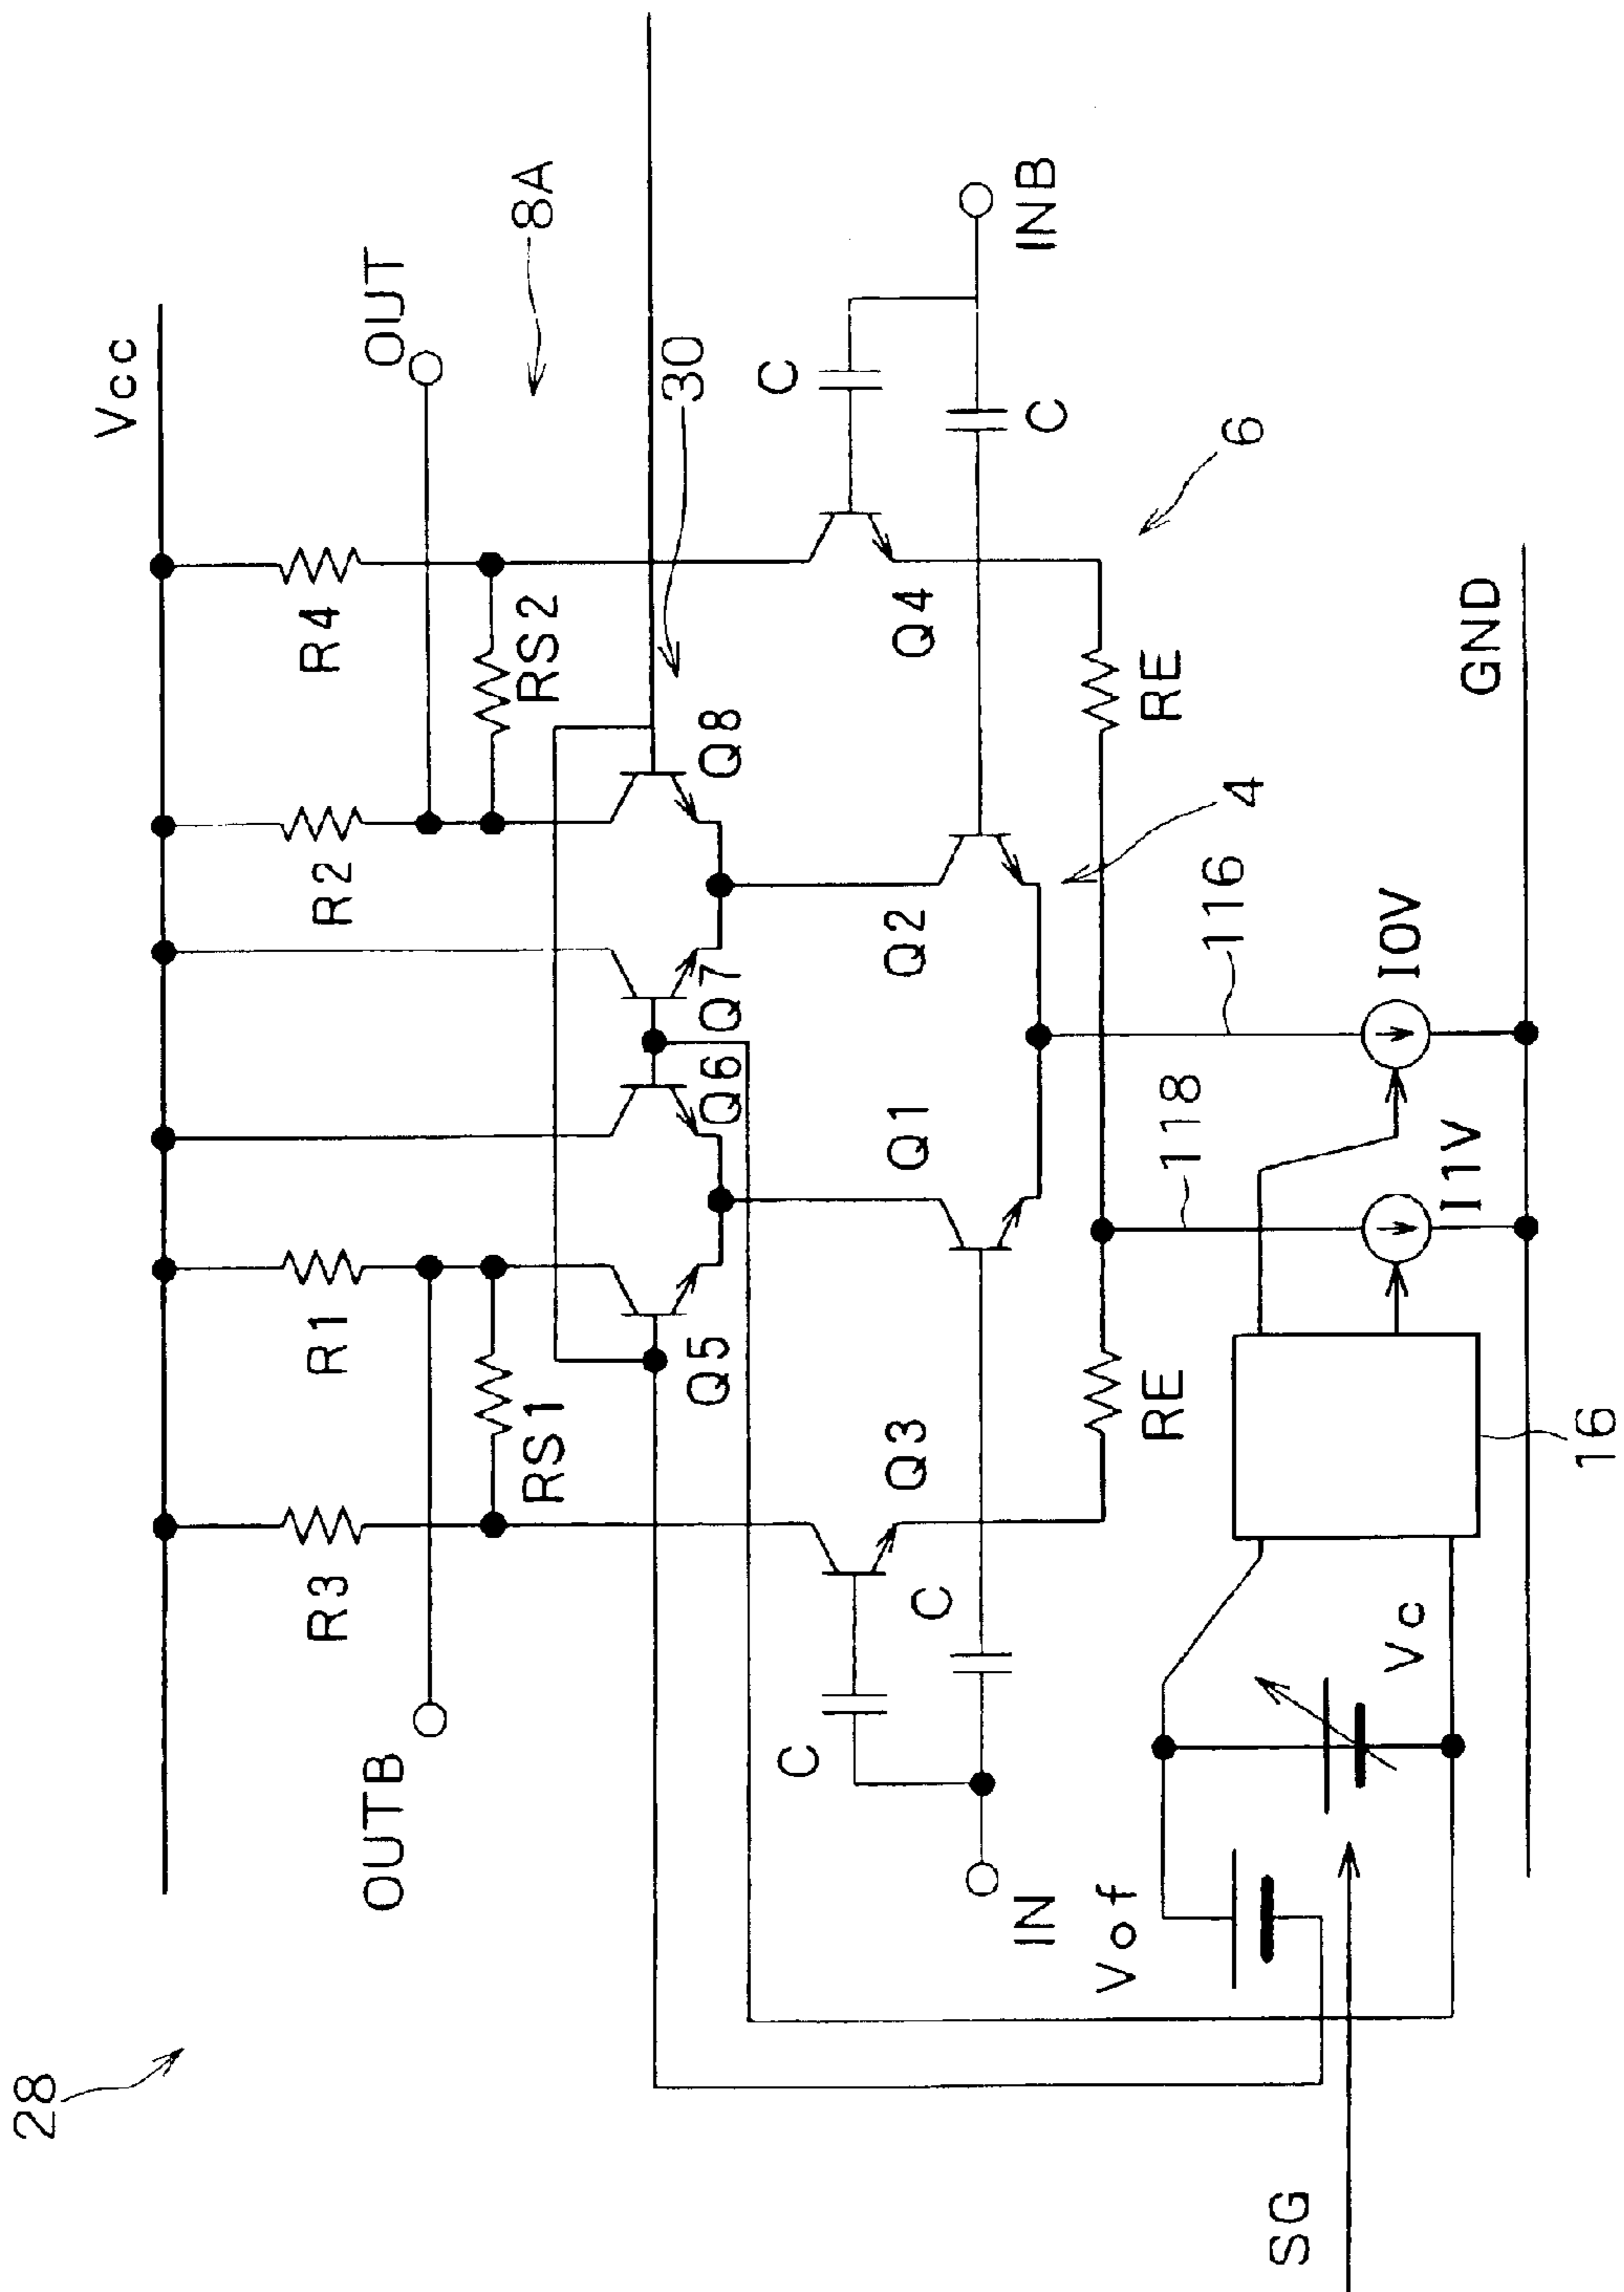 28
Vcc
OUT
8A
R4
R2
R1
R3
OUTB
RS2
RS1
30
Q8
Q7
Q6
Q5
C
C
INB
Q4
Q2
Q1
Q3
C
C
IN
6
RE
RE
4
116
118
I0V
I1V
GND
16
Vc
Vof
SG